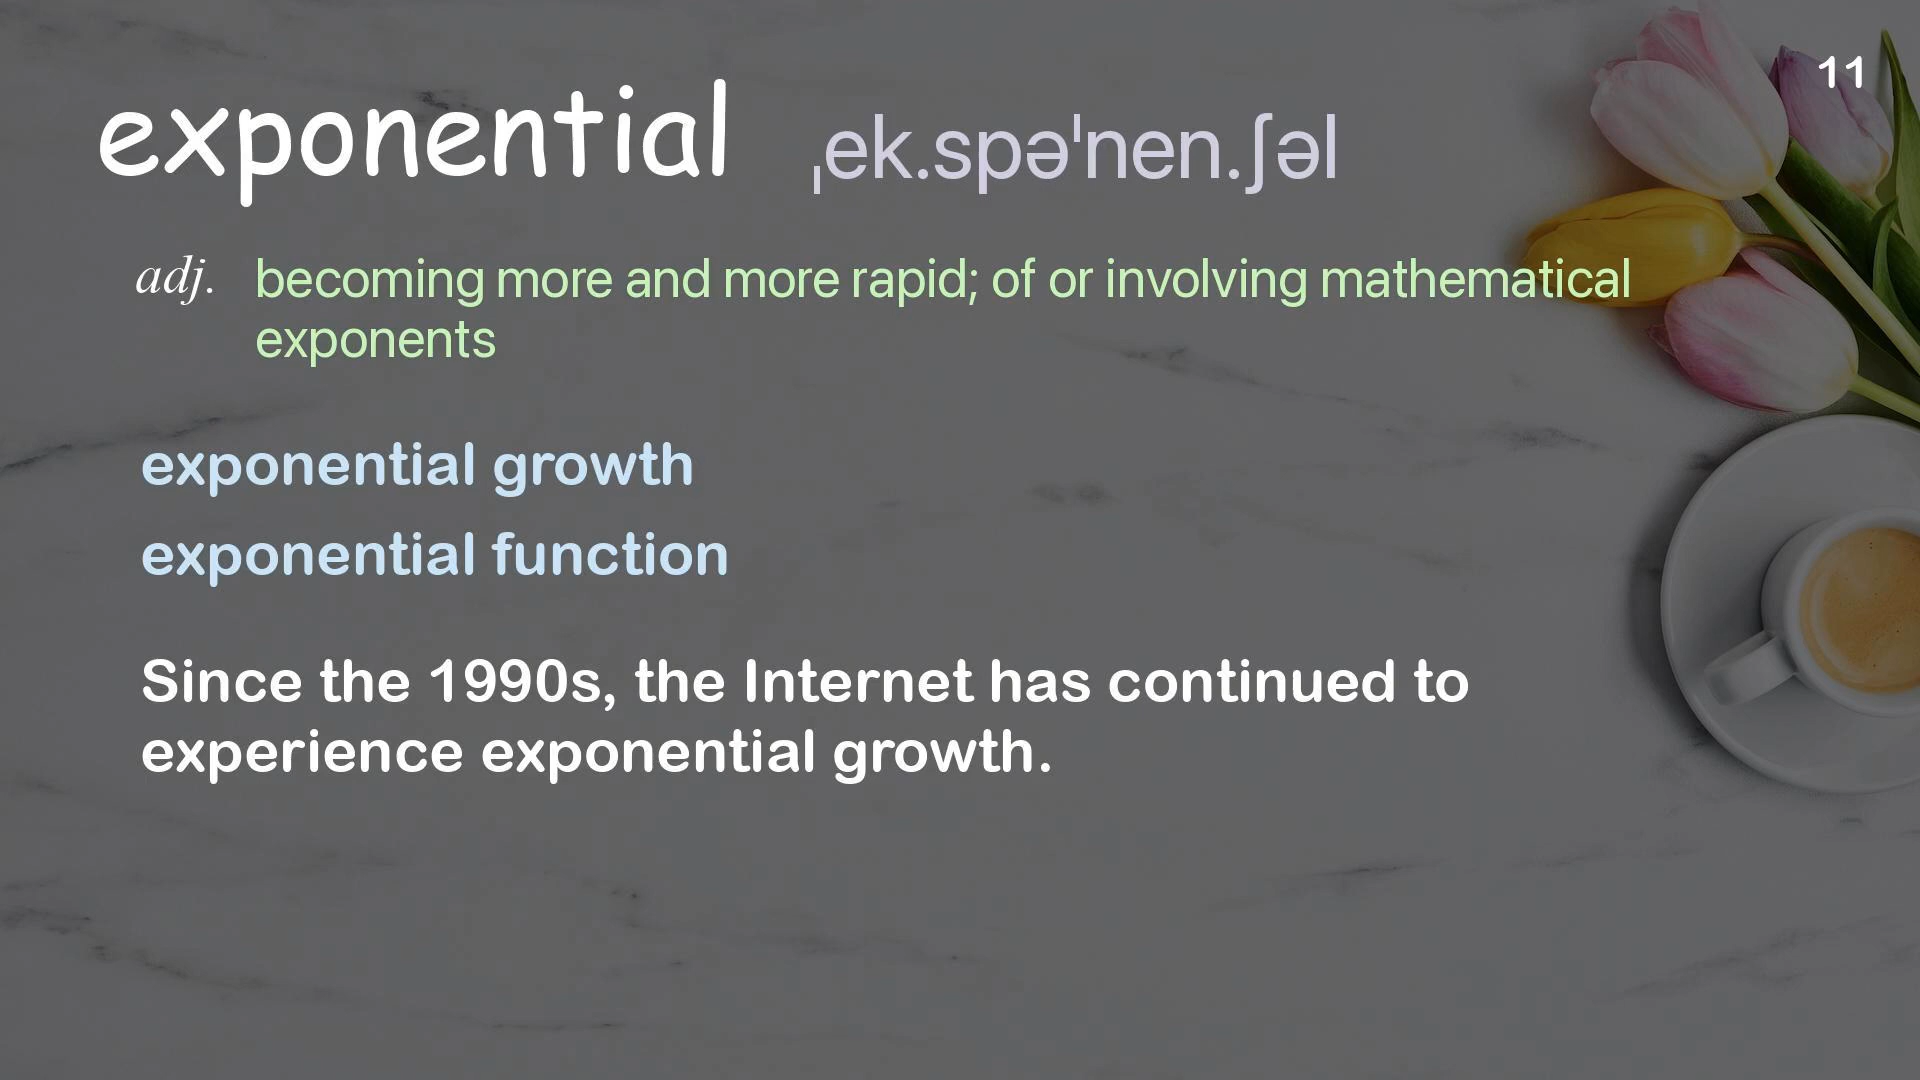 11
exponential ˌek.spəˈnen.ʃəl
adj. becoming more and more rapid; of or involving mathematical
exponents
exponential growth
exponential function
Since the 1990s, the Internet has continued to
experience exponential growth.